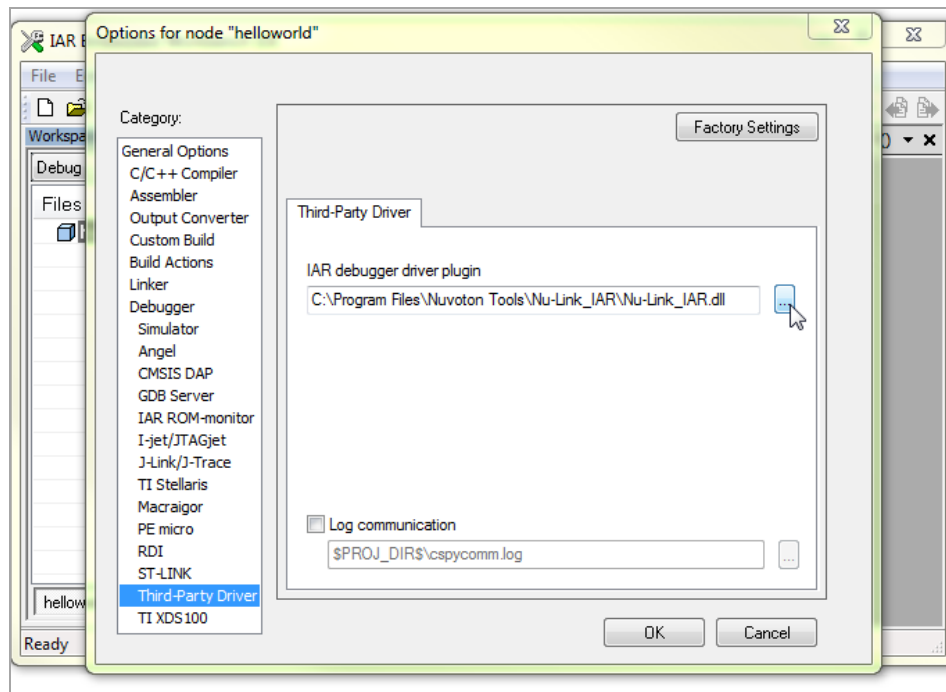 Options for node "helloworld"
IAR E
File E
Workspa
Debug
Files
Category:
General Options
C/C++ Compiler
Assembler
Output Converter
Custom Build
Build Actions
Linker
Debugger
Simulator
Angel
CMSIS DAP
GDB Server
IAR ROM-monitor
I-jet/JTAGjet
J-Link/J-Trace
TI Stellaris
Macraigor
PE micro
RDI
ST-LINK
Third-Party Driver
TI XDS100
Factory Settings
Third-Party Driver
IAR debugger driver plugin
C:\Program Files\Nuvoton Tools\Nu-Link_IAR\Nu-Link_IAR.dll
...
Log communication
$PROJ_DIR$\cspycomm.log
...
OK Cancel
hellow
Ready